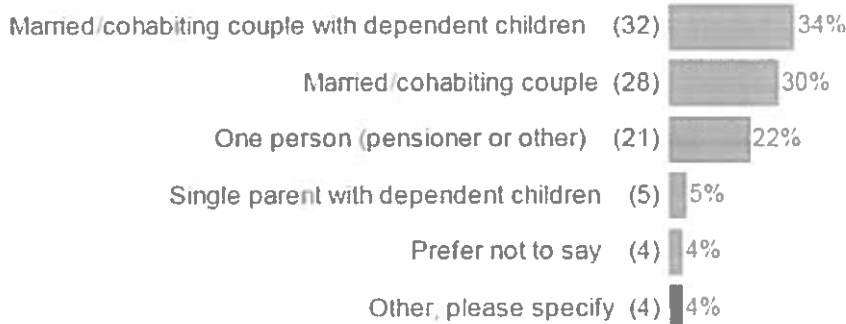 Married/cohabiting couple with dependent children (32) 34%
Married/cohabiting couple (28) 30%
One person (pensioner or other) (21) 22%
Single parent with dependent children (5) 5%
Prefer not to say (4) 4%
Other, please specify (4) 4%